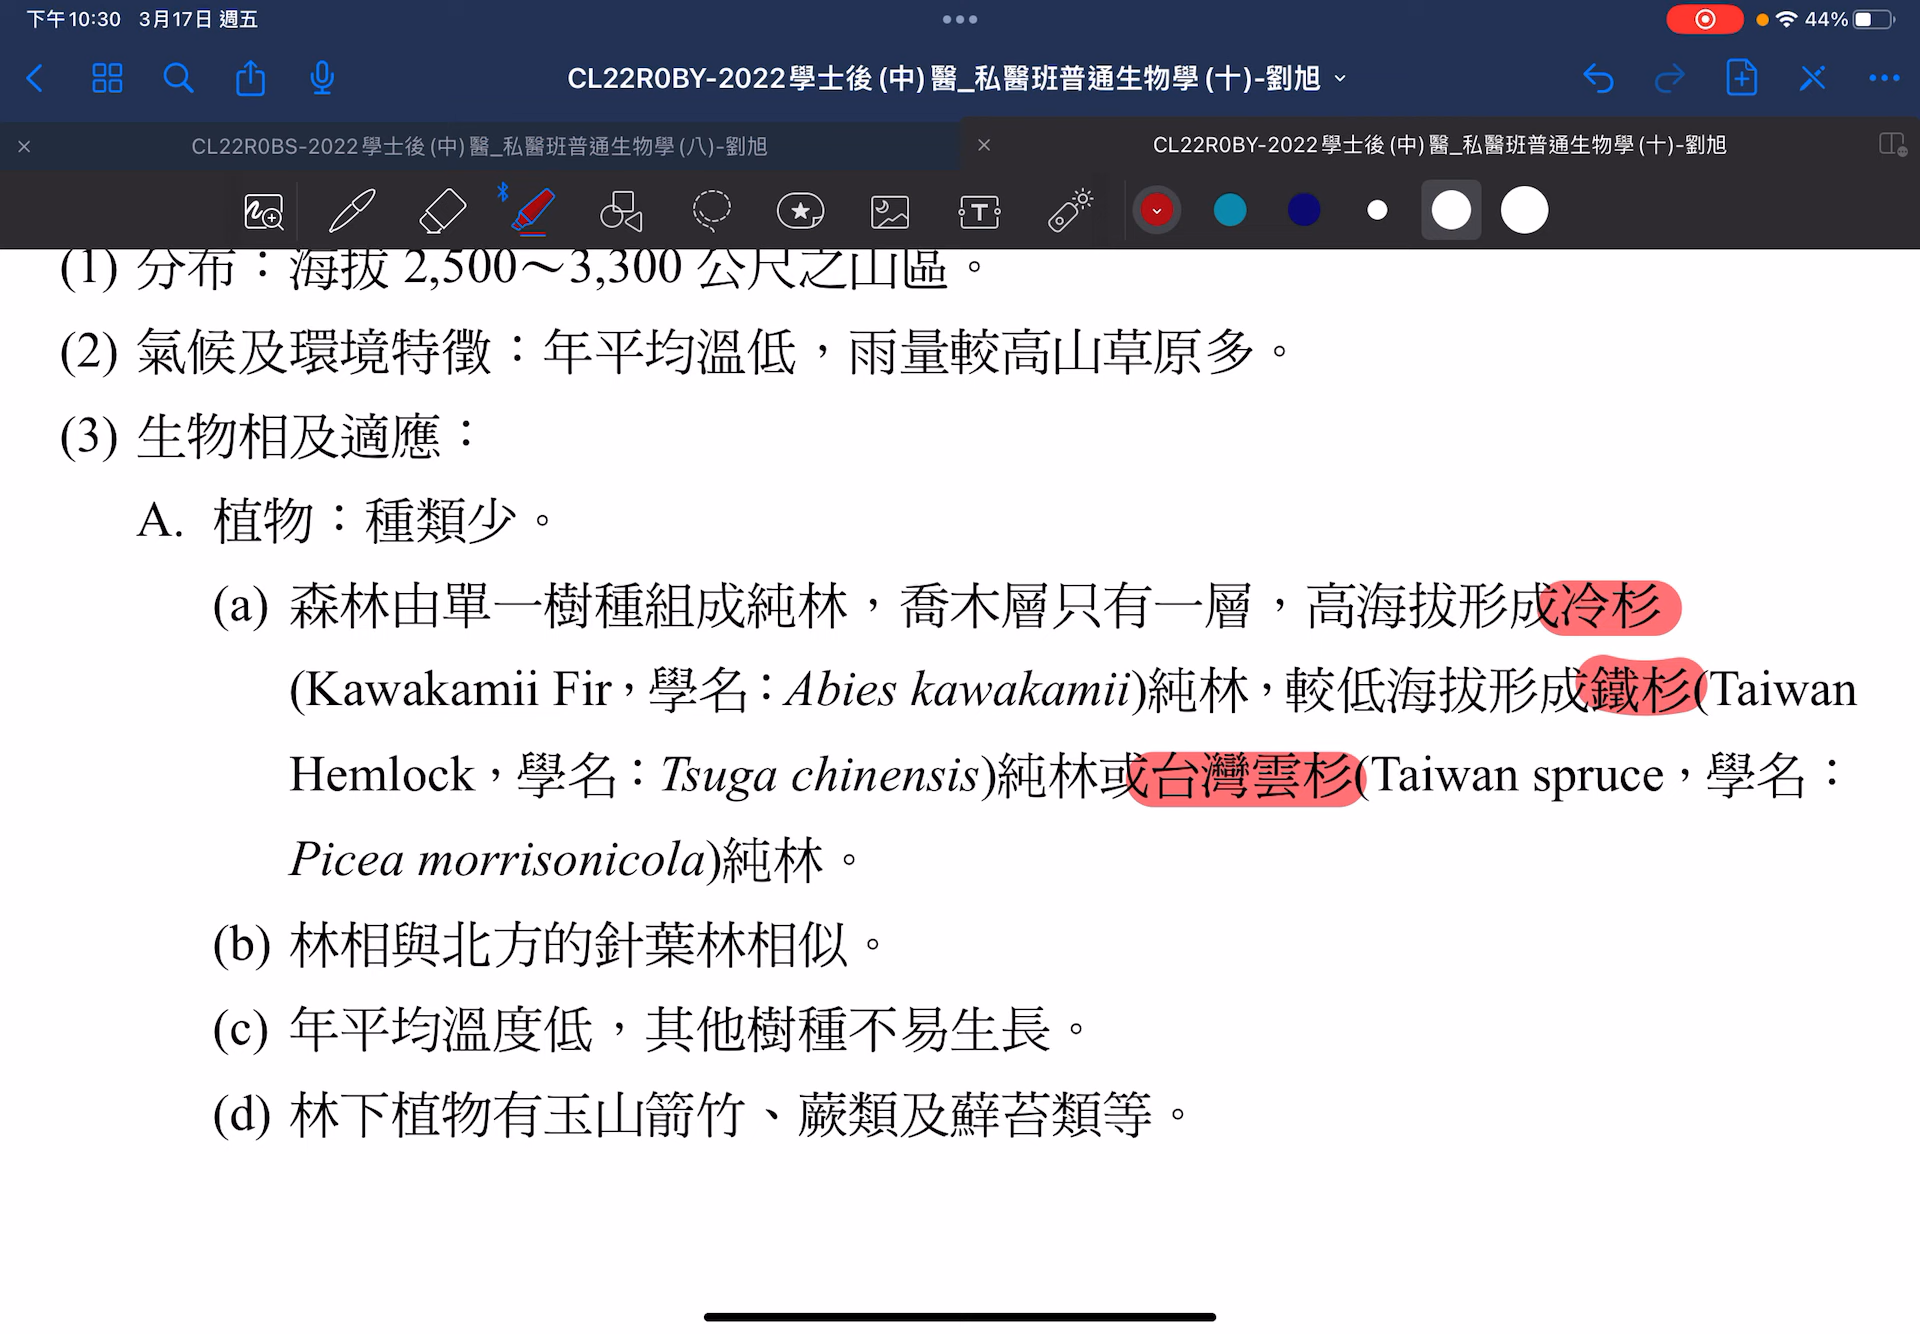 下午10:30 3月17日 週五
44%
CL22R0BY-2022學士後(中)醫_私醫班普通生物學(十)-劉旭
CL22R0BS-2022學士後(中)醫_私醫班普通生物學(八)-劉旭
CL22R0BY-2022學士後(中)醫_私醫班普通生物學(十)-劉旭
(1) 分布：海拔 2,500～3,300 公尺之山區。
(2) 氣候及環境特徵：年平均溫低，雨量較高山草原多。
(3) 生物相及適應：
A. 植物：種類少。
(a) 森林由單一樹種組成純林，喬木層只有一層，高海拔形成冷杉
(Kawakamii Fir，學名：Abies kawakamii)純林，較低海拔形成鐵杉(Taiwan
Hemlock，學名：Tsuga chinensis)純林或台灣雲杉(Taiwan spruce，學名：
Picea morrisonicola)純林。
(b) 林相與北方的針葉林相似。
(c) 年平均溫度低，其他樹種不易生長。
(d) 林下植物有玉山箭竹、蕨類及蘚苔類等。